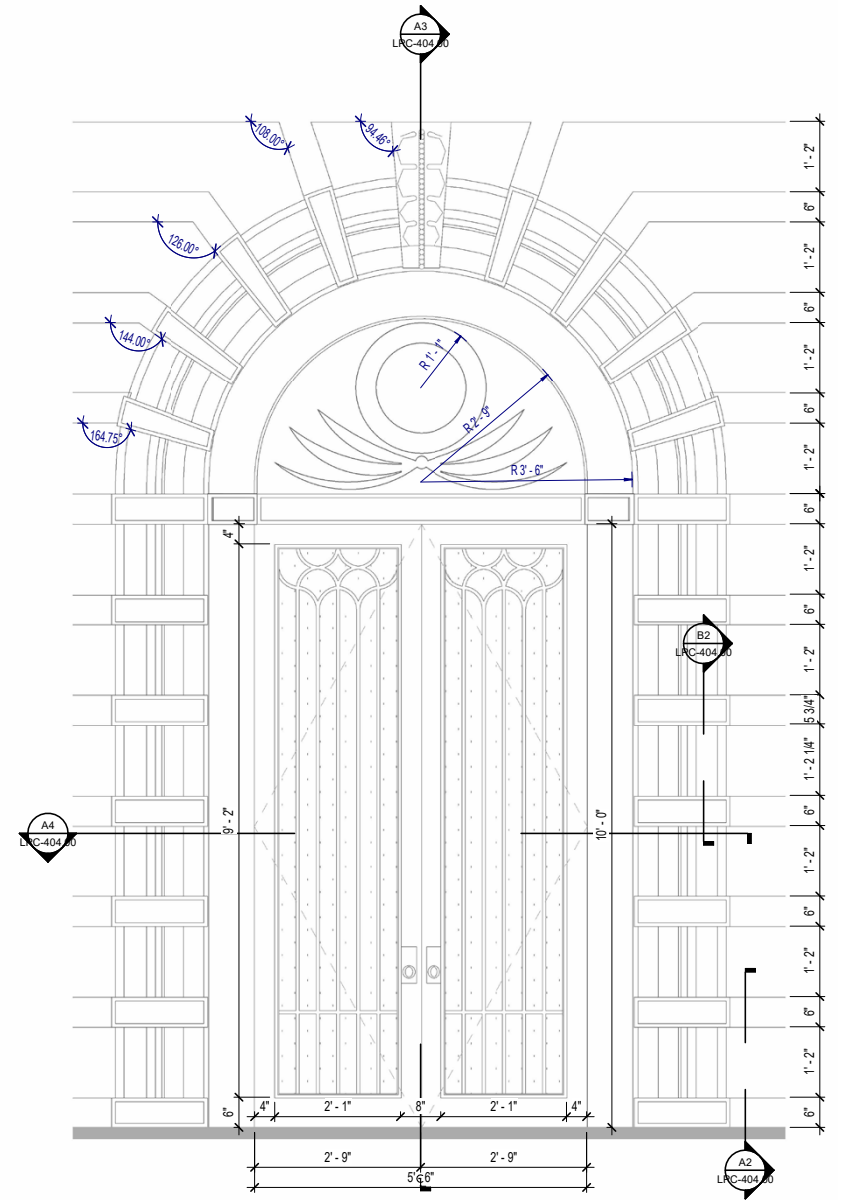 A3
LPC-404.00
108.00°
94.46°
1' - 2"
6"
126.00°
1' - 2"
6"
144.00°
R 1' - 1"
1' - 2"
R 2' - 9"
6"
164.75°
1' - 2"
R 3' - 6"
6"
4"
1' - 2"
6"
B2
LPC-404.00
1' - 2"
5 3/4"
1' - 2 1/4"
6"
A4
LPC-404.00
9' - 2"
10' - 0"
1' - 2"
6"
1' - 2"
6"
1' - 2"
6"
4"
2' - 1"
8"
2' - 1"
4"
6"
2' - 9"
2' - 9"
5' - 6"
A2
LPC-404.00